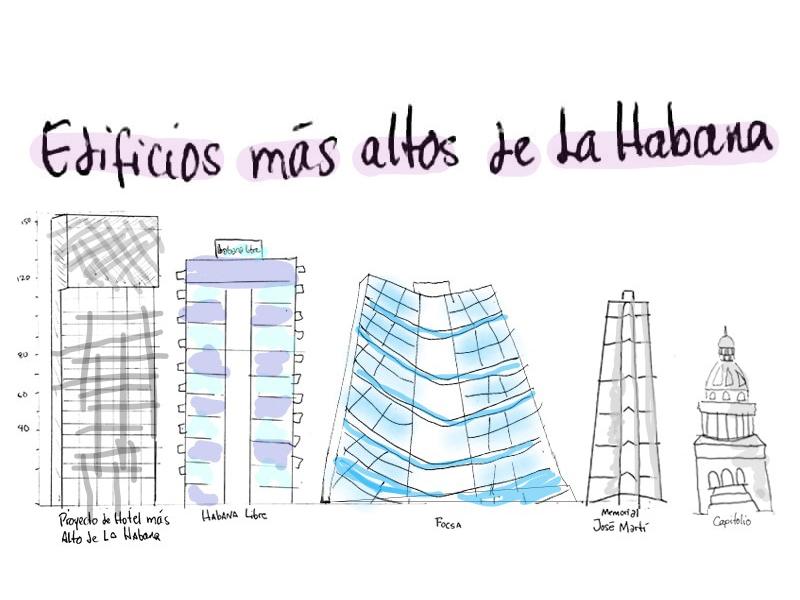 Edificios más altos de La Habana
150
120
80
60
40
Habana Libre
Proyecto de Hotel más
Alto de La Habana
HABANA Libre
FOCSA
Memorial
José Martí
Capitolio